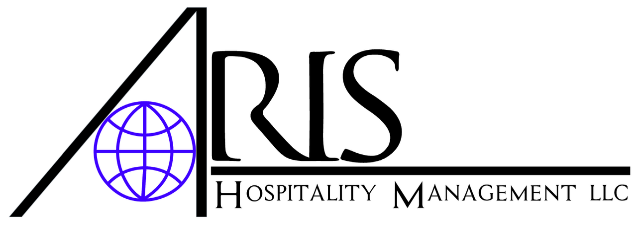 ARIS
HOSPITALITY MANAGEMENT LLC